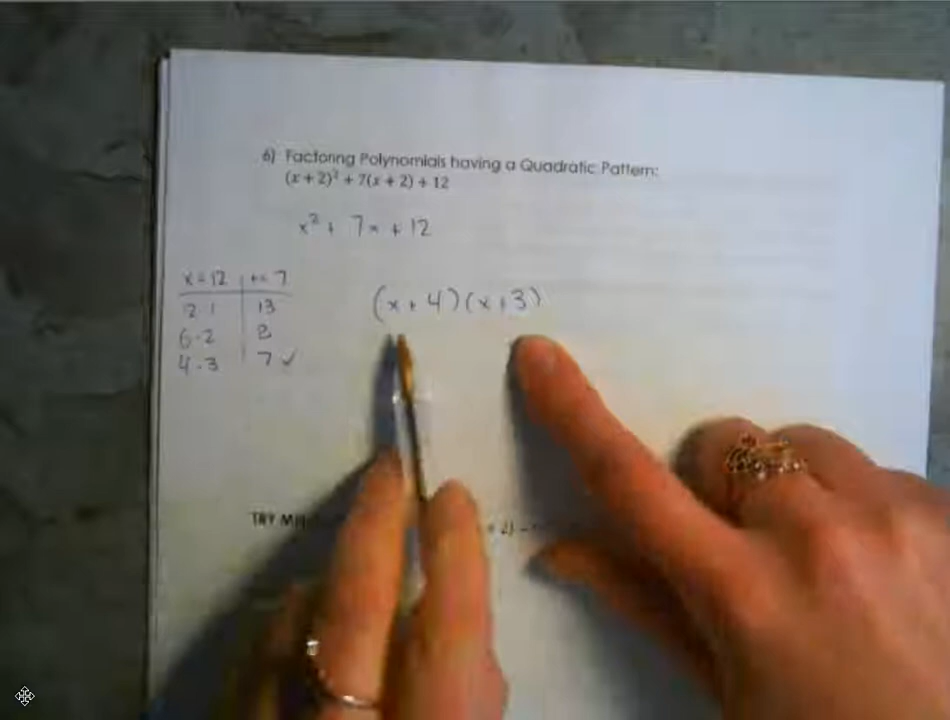 6) Factoring Polynomials having a Quadratic Pattern:
(x + 2)² + 7(x + 2) + 12
x² + 7x + 12
x = 12 += 7
12 1 13
6·2 8
4·3 7 ✓
(x + 4)(x + 3)
TRY
+ 2) –